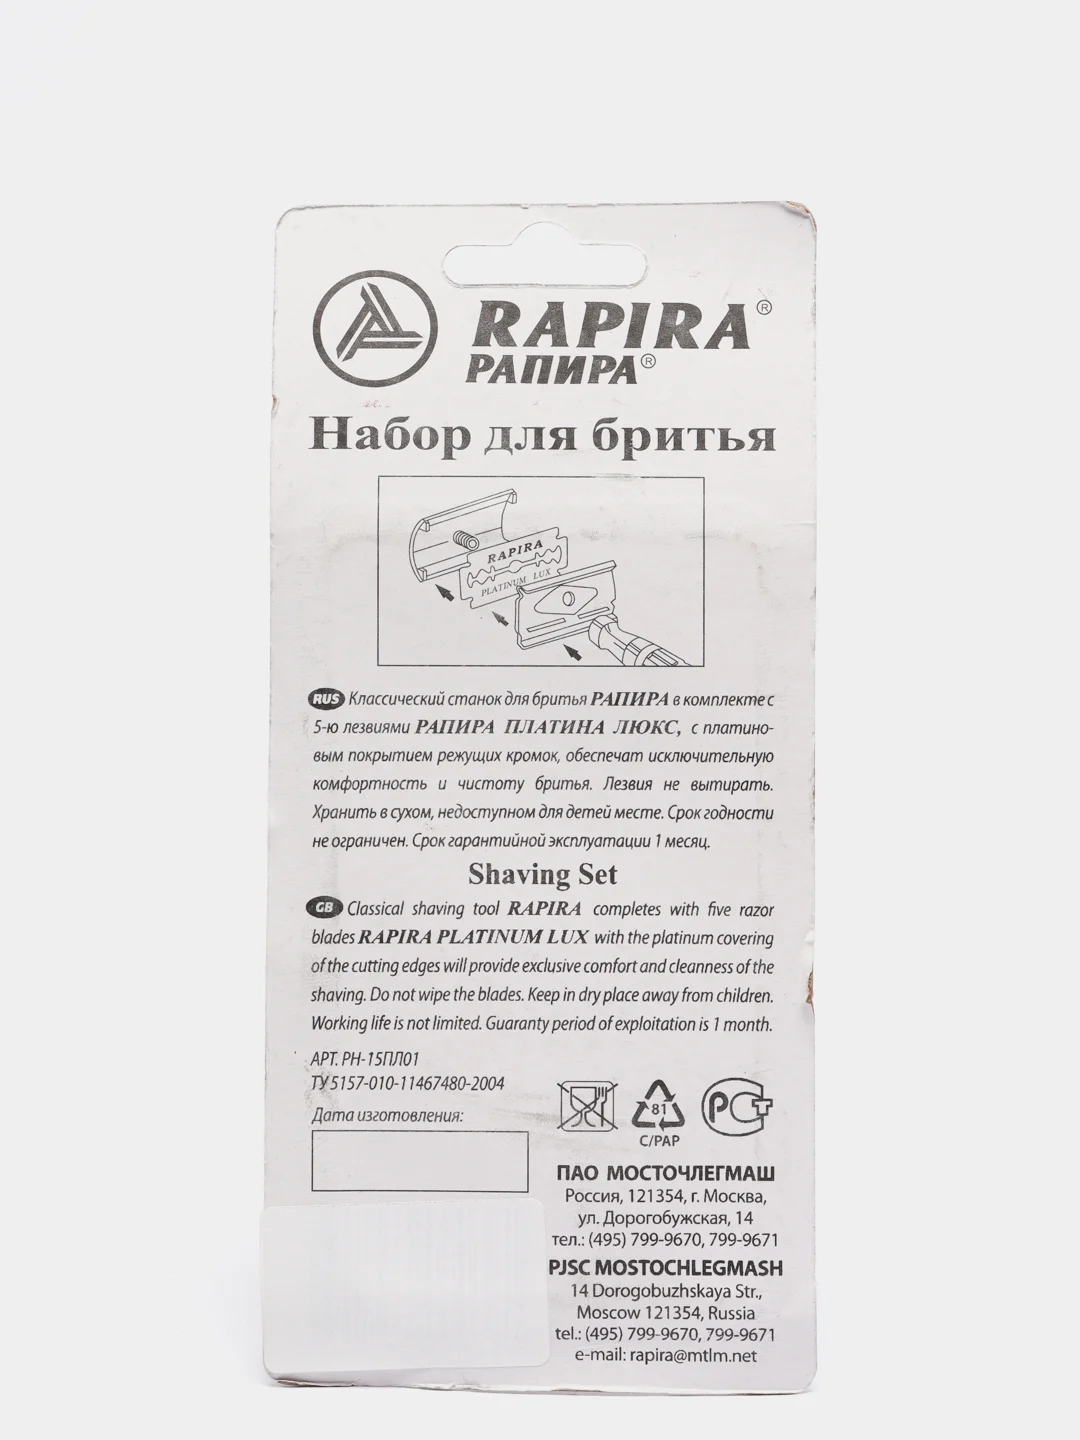 RAPIRA®
РАПИРА®
Набор для бритья
RAPIRA
PLATINUM LUX
RUS Классический станок для бритья РАПИРА в комплекте с
5-ю лезвиями РАПИРА ПЛАТИНА ЛЮКС, с платино-
вым покрытием режущих кромок, обеспечат исключительную
комфортность и чистоту бритья. Лезвия не вытирать.
Хранить в сухом, недоступном для детей месте. Срок годности
не ограничен. Срок гарантийной эксплуатации 1 месяц.
Shaving Set
GB Classical shaving tool RAPIRA completes with five razor
blades RAPIRA PLATINUM LUX with the platinum covering
of the cutting edges will provide exclusive comfort and cleanness of the
shaving. Do not wipe the blades. Keep in dry place away from children.
Working life is not limited. Guaranty period of exploitation is 1 month.
АРТ. РН-15ПЛ01
ТУ 5157-010-11467480-2004
Дата изготовления:
81
C/PAP
РСТ
ПАО МОСТОЧЛЕГМАШ
Россия, 121354, г. Москва,
ул. Дорогобужская, 14
тел.: (495) 799-9670, 799-9671
PJSC MOSTOCHLEGMASH
14 Dorogobuzhskaya Str.,
Moscow 121354, Russia
tel.: (495) 799-9670, 799-9671
e-mail: rapira@mtlm.net